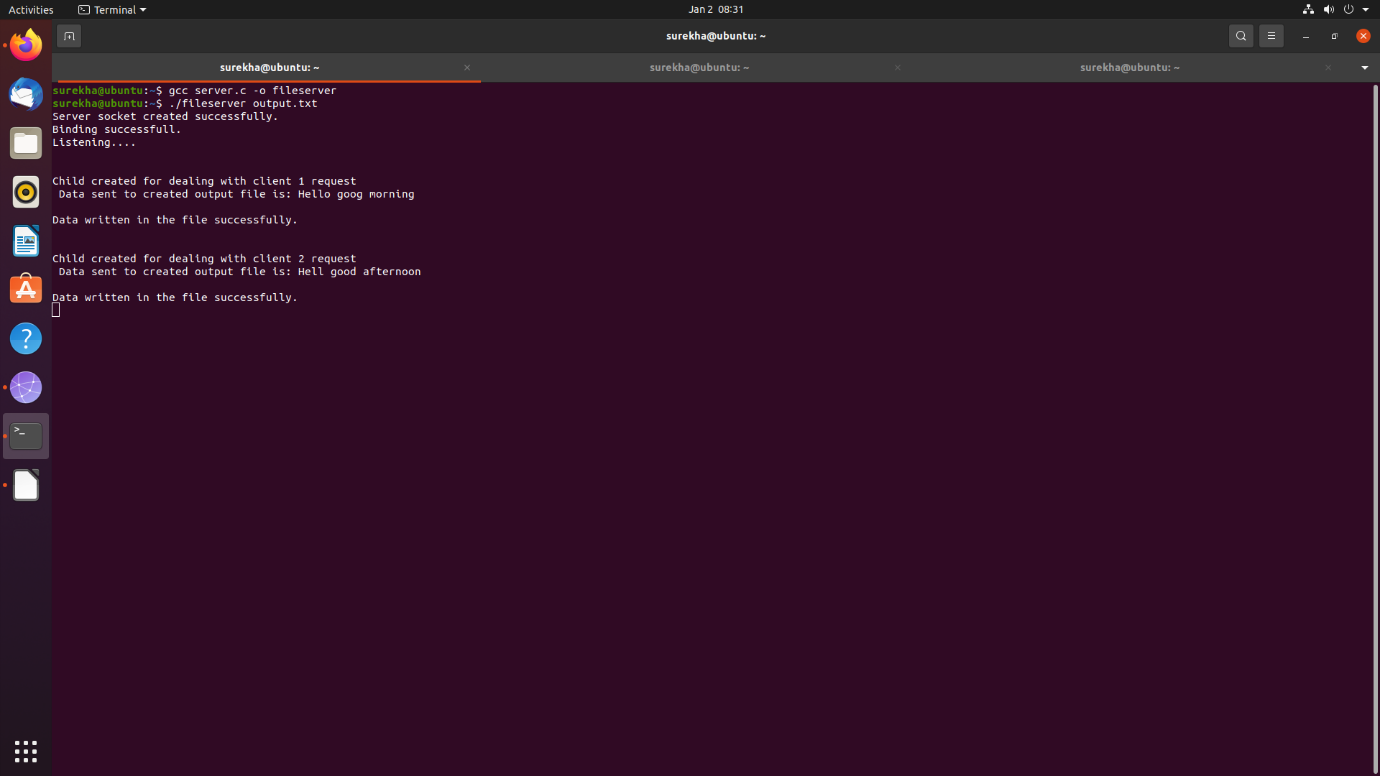 Activities
Terminal
Jan 2 08:31
surekha@ubuntu: ~
surekha@ubuntu: ~
surekha@ubuntu: ~
surekha@ubuntu: ~
surekha@ubuntu:~$ gcc server.c -o fileserver
surekha@ubuntu:~$ ./fileserver output.txt
Server socket created successfully.
Binding successfull.
Listening....
Child created for dealing with client 1 request
Data sent to created output file is: Hello goog morning
Data written in the file successfully.
Child created for dealing with client 2 request
Data sent to created output file is: Hell good afternoon
Data written in the file successfully.